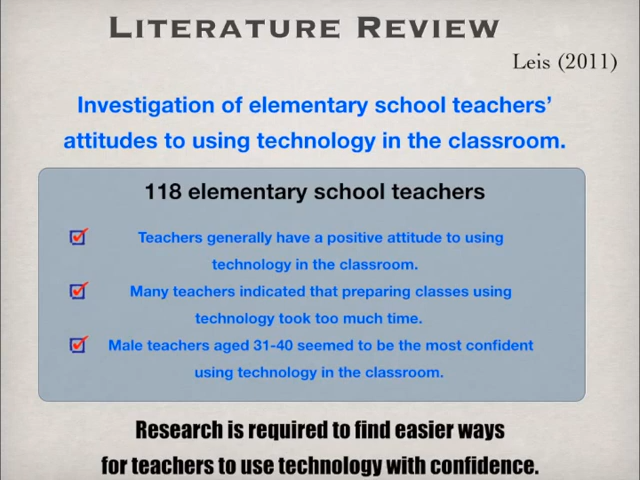 LITERATURE REVIEW
Leis (2011)
Investigation of elementary school teachers’
attitudes to using technology in the classroom.
118 elementary school teachers
Teachers generally have a positive attitude to using
technology in the classroom.
Many teachers indicated that preparing classes using
technology took too much time.
Male teachers aged 31-40 seemed to be the most confident
using technology in the classroom.
Research is required to find easier ways
for teachers to use technology with confidence.